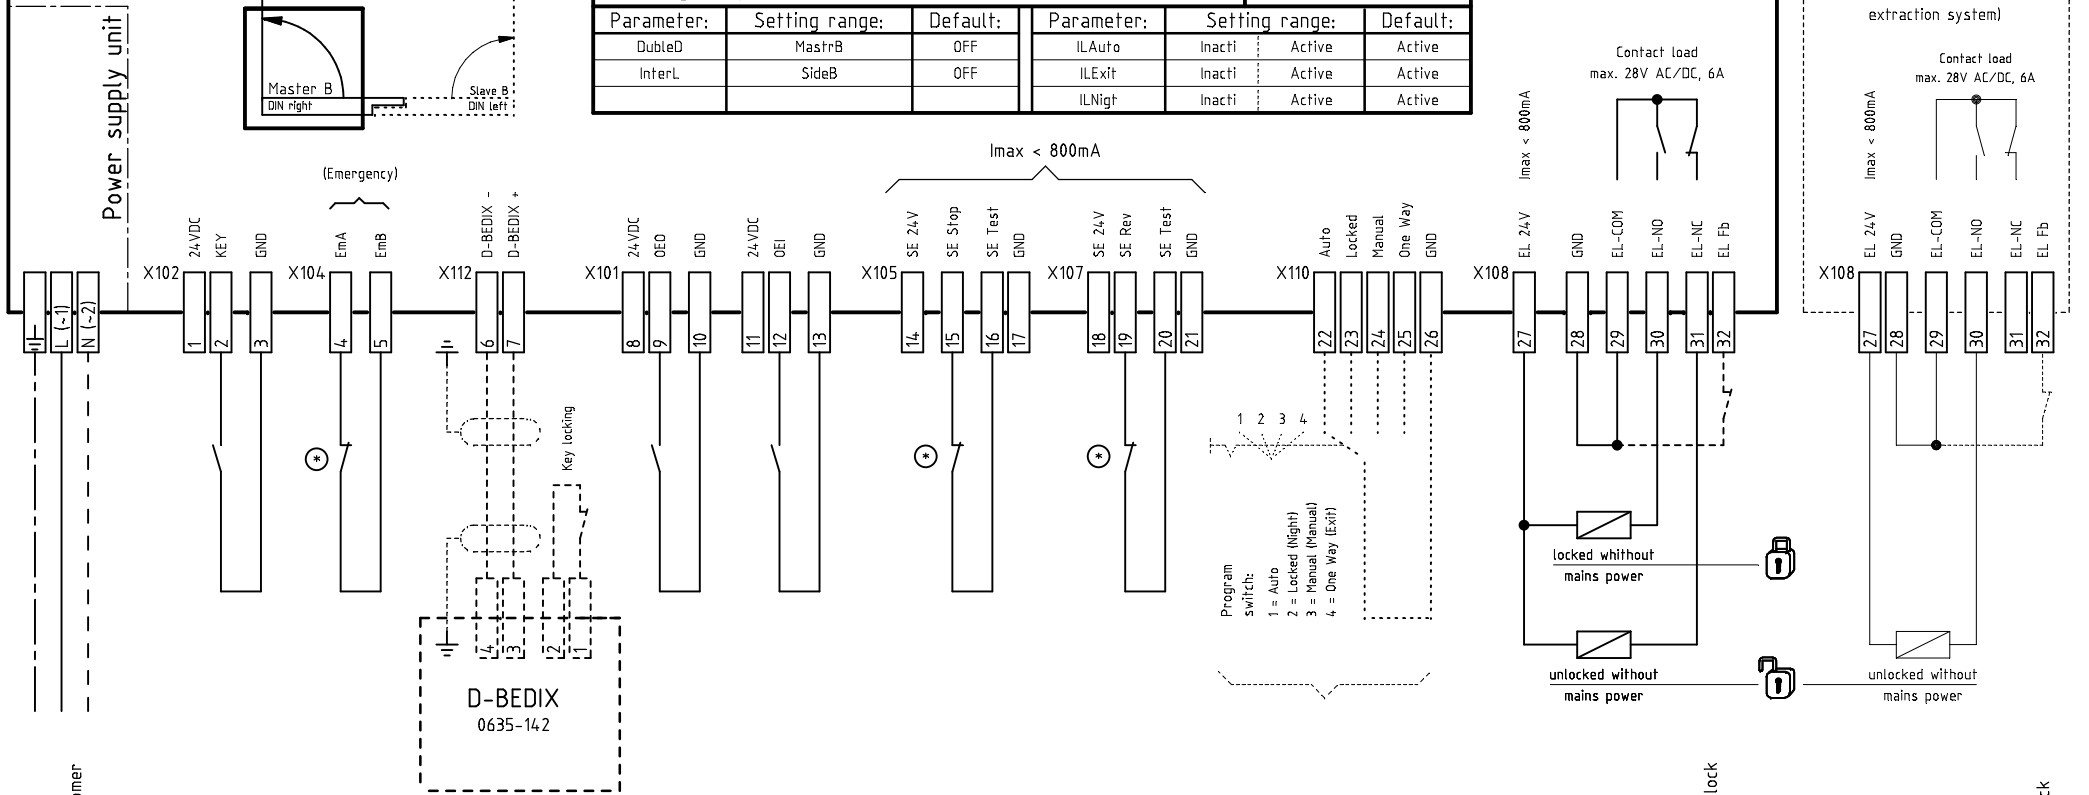 extraction system)
Parameter: Setting range: Default: Parameter: Setting range: Default:
DubleD MastrB OFF ILAuto Inacti Active Active
InterL SideB OFF ILExit Inacti Active Active
ILNigt Inacti Active Active
Power supply unit
Master B
DIN right
Slave B
DIN left
Contact load
max. 28V AC/DC, 6A
Contact load
max. 28V AC/DC, 6A
Imax < 800mA
Imax < 800mA
Imax < 800mA
(Emergency)
24VDC
KEY
GND
EmA
EmB
D-BEDIX -
D-BEDIX +
24VDC
OEO
GND
24VDC
OEI
GND
SE 24V
SE Stop
SE Test
GND
SE 24V
SE Rev
SE Test
GND
Auto
Locked
Manual
One Way
GND
EL 24V
GND
EL-COM
EL-NO
EL-NC
EL Fb
EL 24V
GND
EL-COM
EL-NO
EL-NC
EL Fb
X102 X104 X112 X101 X105 X107 X110 X108 X108
L (~1)
N (~2)
1 2 3 4 5 6 7 8 9 10 11 12 13 14 15 16 17 18 19 20 21 22 23 24 25 26 27 28 29 30 31 32 27 28 29 30 31 32
1 2 3 4
* * *
Key locking
Program
switch:
1 = Auto
2 = Locked (Night)
3 = Manual (Manual)
4 = One Way (Exit)
locked whithout
mains power
unlocked without
mains power
unlocked without
mains power
4 3 2 1
D-BEDIX
0635-142
omer
lock
ck